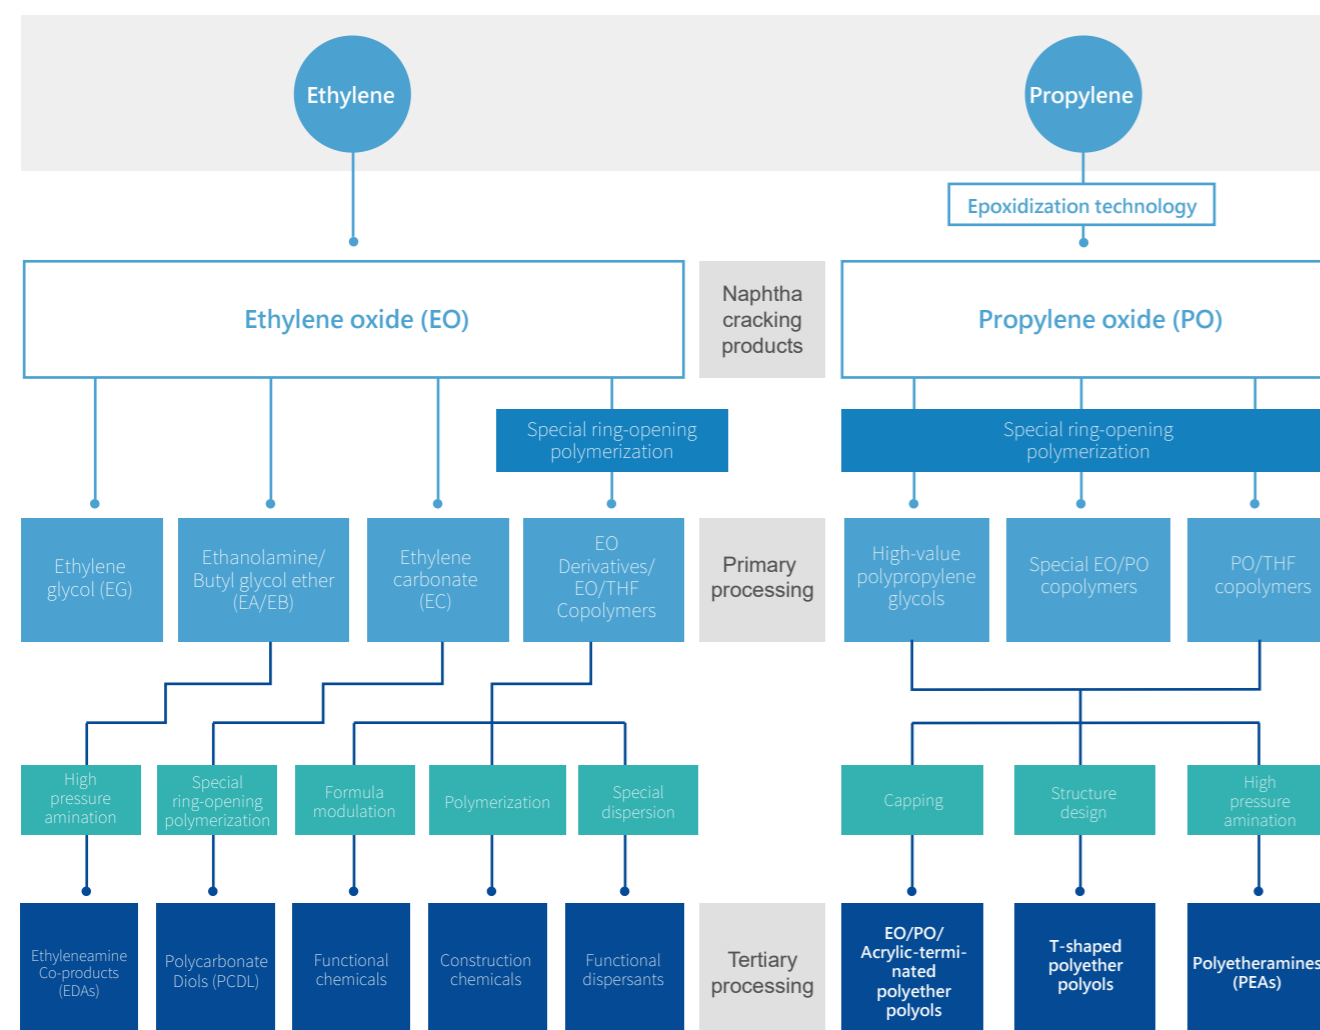 Ethylene
Propylene
Epoxidization technology
Ethylene oxide (EO)
Naphtha
cracking
products
Propylene oxide (PO)
Special ring-opening
polymerization
Special ring-opening
polymerization
Ethylene
glycol (EG)
Ethanolamine/
Butyl glycol ether
(EA/EB)
Ethylene
carbonate
(EC)
EO
Derivatives/
EO/THF
Copolymers
Primary
processing
High-value
polypropylene
glycols
Special EO/PO
copolymers
PO/THF
copolymers
High
pressure
amination
Special
ring-opening
polymerization
Formula
modulation
Polymerization
Special
dispersion
Capping
Structure
design
High
pressure
amination
Ethyleneamine
Co-products
(EDAs)
Polycarbonate
Diols (PCDL)
Functional
chemicals
Construction
chemicals
Functional
dispersants
Tertiary
processing
EO/PO/
Acrylic-termi-
nated
polyether
polyols
T-shaped
polyether
polyols
Polyetheramines
(PEAs)